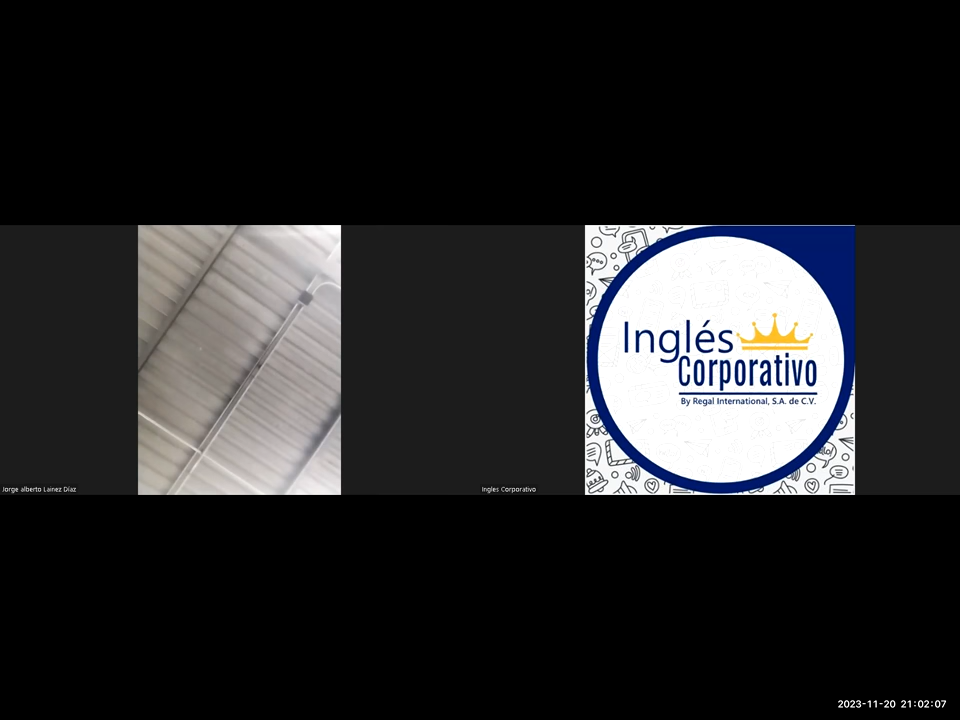 Inglés
Corporativo
By Regal International, S.A. de C.V.
Jorge alberto Lainez Díaz
Ingles Corporativo
2023-11-20 21:02:07